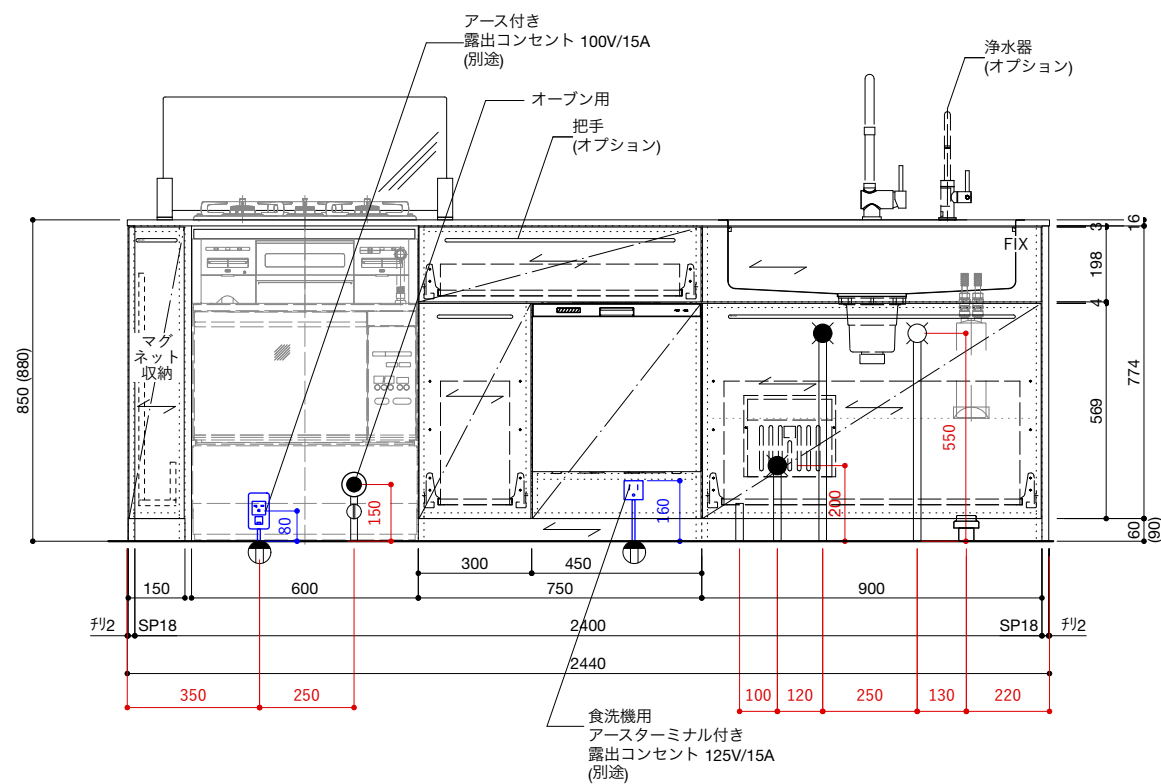 アース付き
露出コンセント 100V/15A
(別途)
オーブン用
把手
(オプション)
浄水器
(オプション)
FIX
マグ
ネット
収納
850 (880)
16
3
198
4
774
569
60
(90)
550
200
150
80
160
300
450
150
600
750
900
チリ2
SP18
2400
SP18
チリ2
2440
350
250
100
120
250
130
220
食洗機用
アースターミナル付き
露出コンセント 125V/15A
(別途)